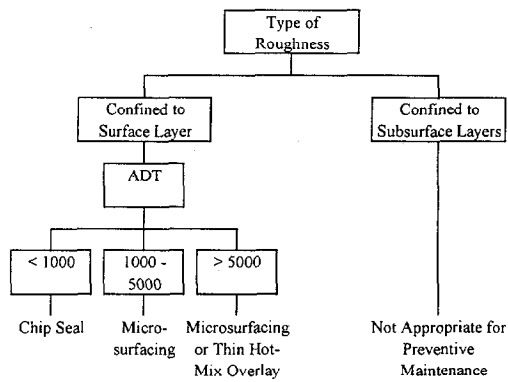 Type of
Roughness
Confined to
Surface Layer
Confined to
Subsurface Layers
ADT
< 1000
1000 -
5000
> 5000
Chip Seal
Micro-
surfacing
Microsurfacing
or Thin Hot-
Mix Overlay
Not Appropriate for
Preventive
Maintenance